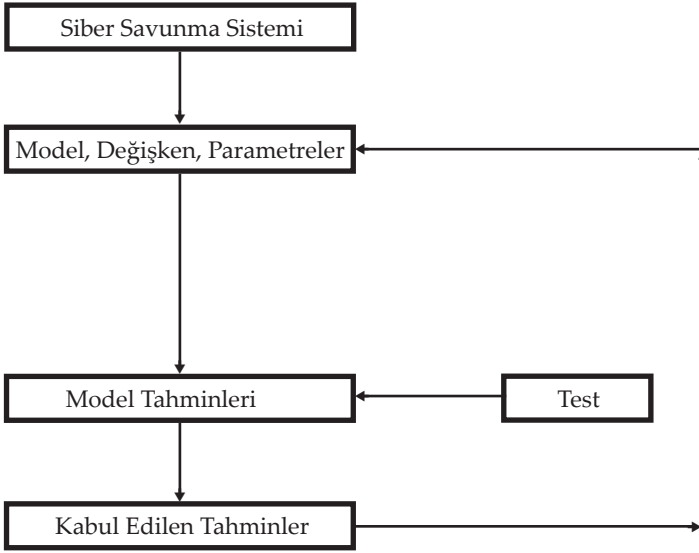 Siber Savunma Sistemi
Model, Değişken, Parametreler
Model Tahminleri
Test
Kabul Edilen Tahminler